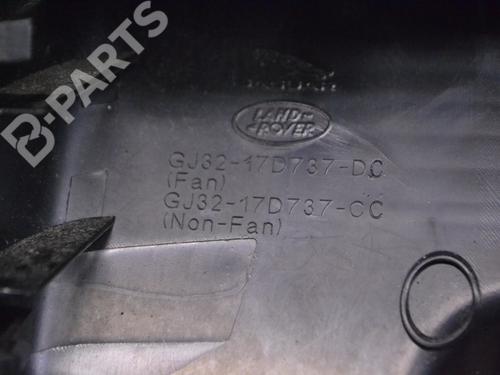 B-PARTS
LAND
ROVER
GJ32-17D737-DC
(Fan)
GJ32-17D737-CC
(Non-Fan)